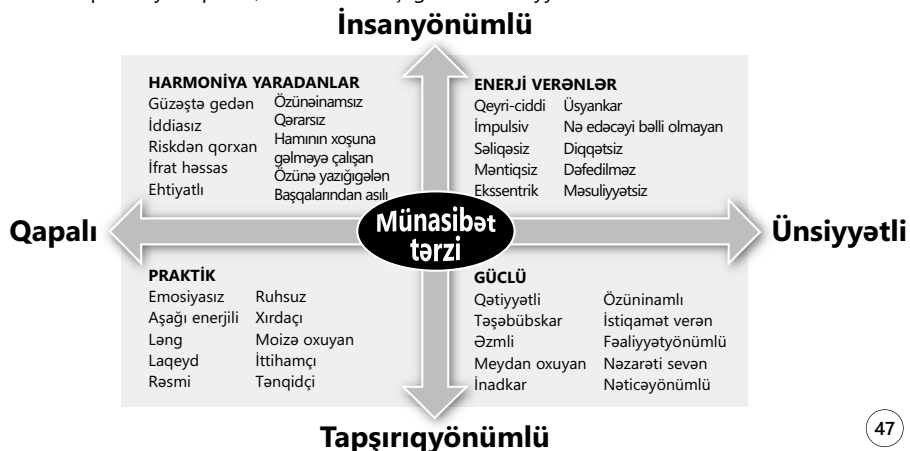 İnsanyönümlü
HARMONİYA YARADANLAR
Güzəştə gedən
İddiasız
Riskdən qorxan
İfrat həssas
Ehtiyatlı
Özünəinamsız
Qərarsız
Hamının xoşuna
gəlməyə çalışan
Özünə yazığıgələn
Başqalarından asılı
ENERJİ VERƏNLƏR
Qeyri-ciddi
İmpulsiv
Səliqəsiz
Məntiqsiz
Ekssentrik
Üsyankar
Nə edəcəyi bəlli olmayan
Diqqətsiz
Dəfedilməz
Məsuliyyətsiz
Qapalı
Münasibət
tərzi
Ünsiyyətli
PRAKTİK
Emosiyasız
Aşağı enerjili
Ləng
Laqeyd
Rəsmi
Ruhsuz
Xırdaçı
Moizə oxuyan
İttihamçı
Tənqidçi
GÜCLÜ
Qətiyyətli
Təşəbübskar
Əzmli
Meydan oxuyan
İnadkar
Özüninamlı
İstiqamət verən
Fəaliyyətyönümlü
Nəzarəti sevən
Nəticəyönümlü
Tapşırıqyönümlü
47